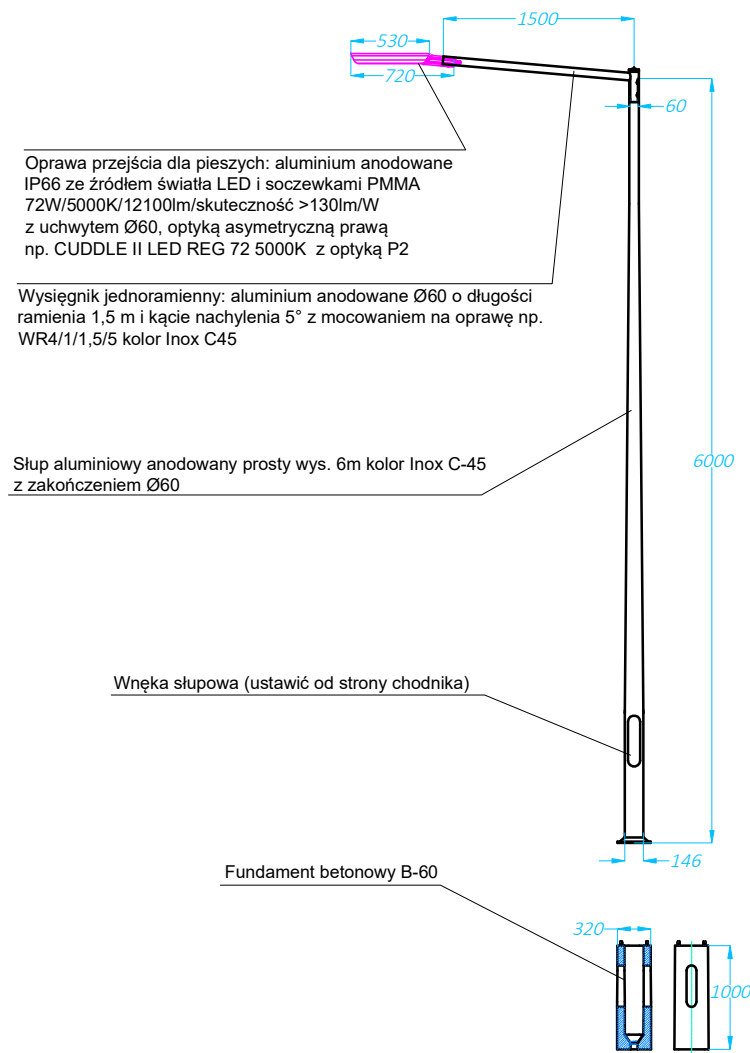 1500
530
720
60
Oprawa przejścia dla pieszych: aluminium anodowane
IP66 ze źródłem światła LED i soczewkami PMMA
72W/5000K/12100lm/skuteczność >130lm/W
z uchwytem Ø60, optyką asymetryczną prawą
np. CUDDLE II LED REG 72 5000K z optyką P2
Wysięgnik jednoramienny: aluminium anodowane Ø60 o długości
ramienia 1,5 m i kącie nachylenia 5° z mocowaniem na oprawę np.
WR4/1/1,5/5 kolor Inox C45
Słup aluminiowy anodowany prosty wys. 6m kolor Inox C-45
z zakończeniem Ø60
6000
Wnęka słupowa (ustawić od strony chodnika)
146
Fundament betonowy B-60
320
1000